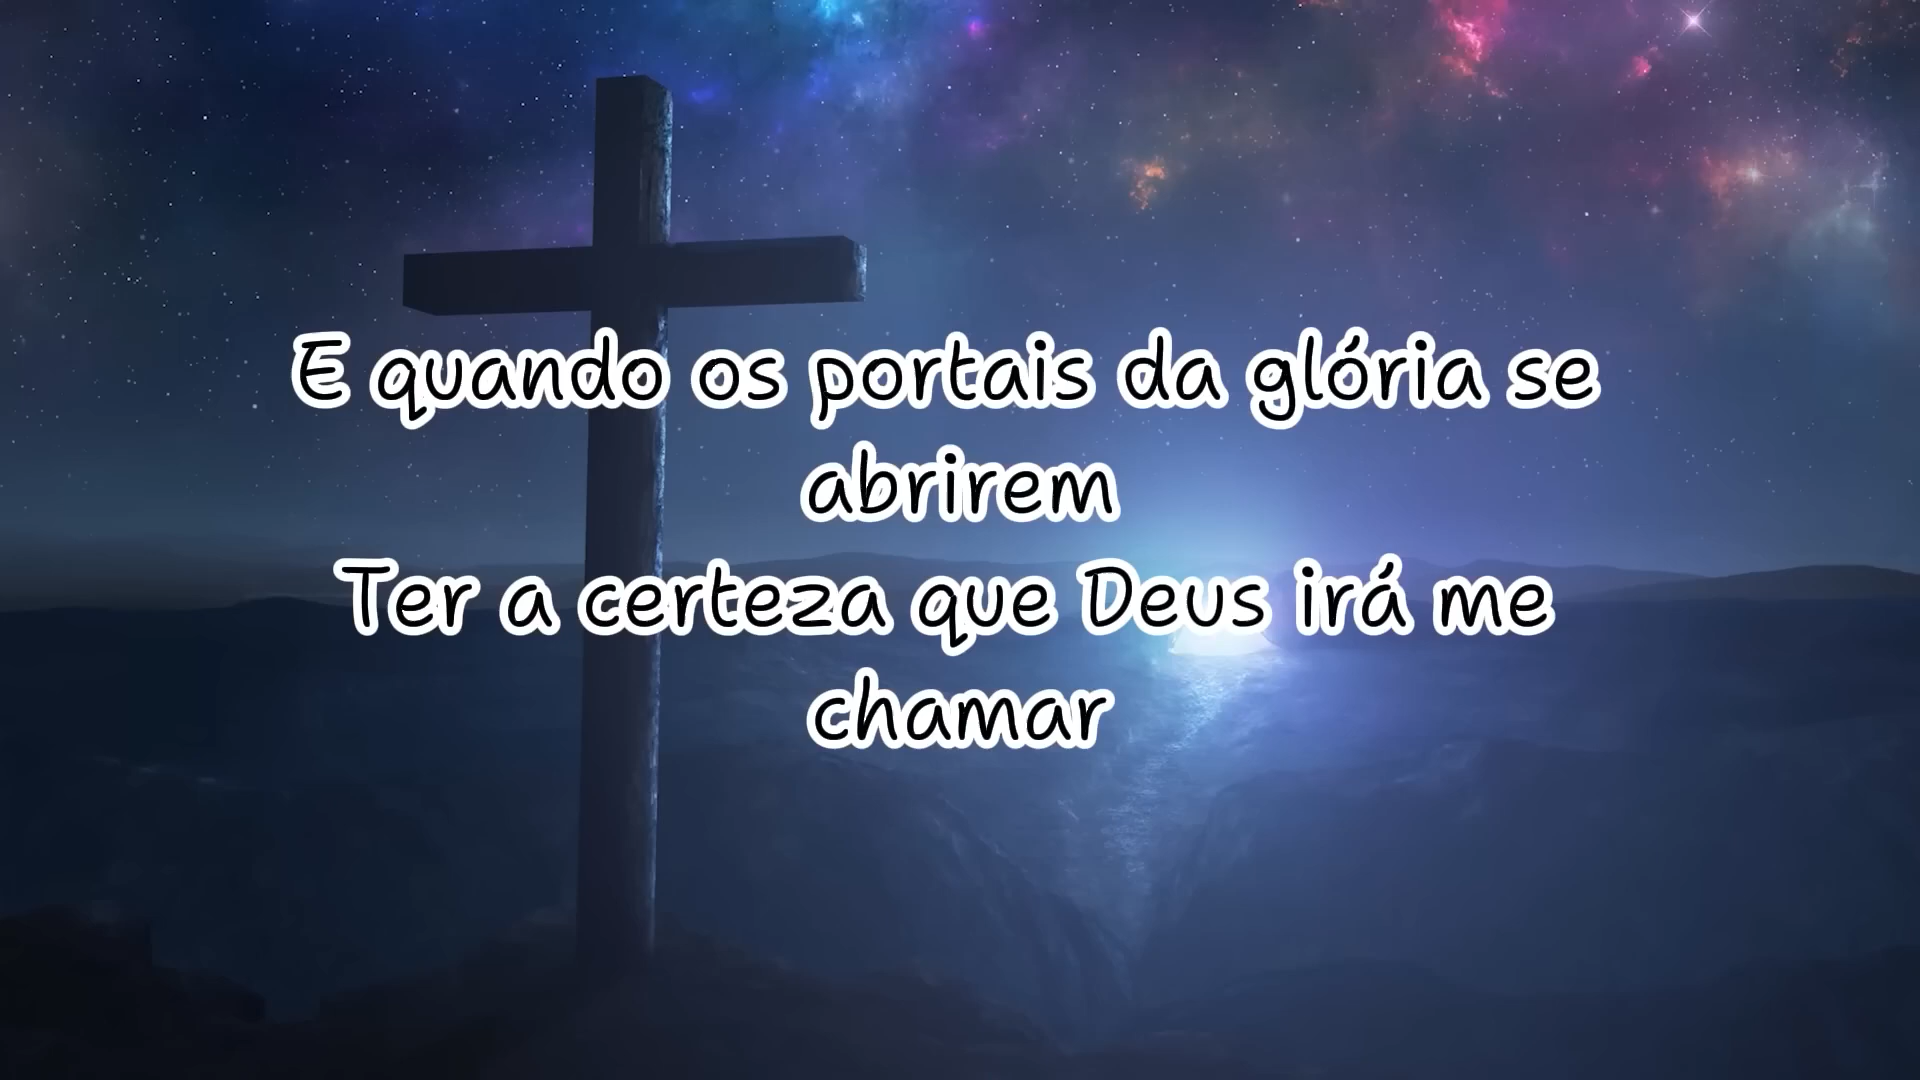 E quando os portais da glória se
abrirem
Ter a certeza que Deus irá me
chamar